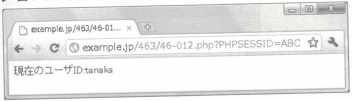 example.jp/463/46-01...
example.jp/463/46-012.php?PHPSESSID=ABC
現在のユーザID:tanaka